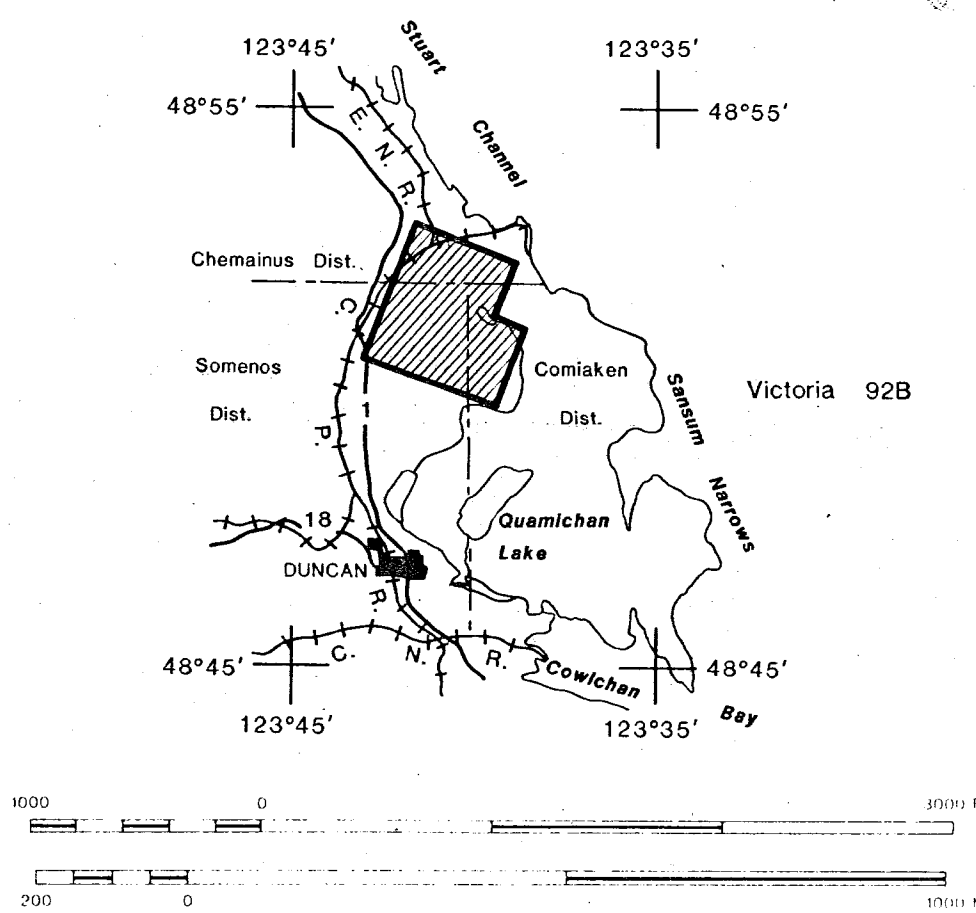 Stuart
Channel
123°45′
123°35′
48°55′
48°55′
E. N. R.
Chemainus Dist.
C. P. R.
Somenos
Dist.
Comiaken
Dist.
Victoria 92B
Sansum
Narrows
1
18
Quamichan
Lake
DUNCAN
C. N. R.
48°45′
48°45′
Cowichan
Bay
123°45′
123°35′
1000 0 3000
200 0 1000